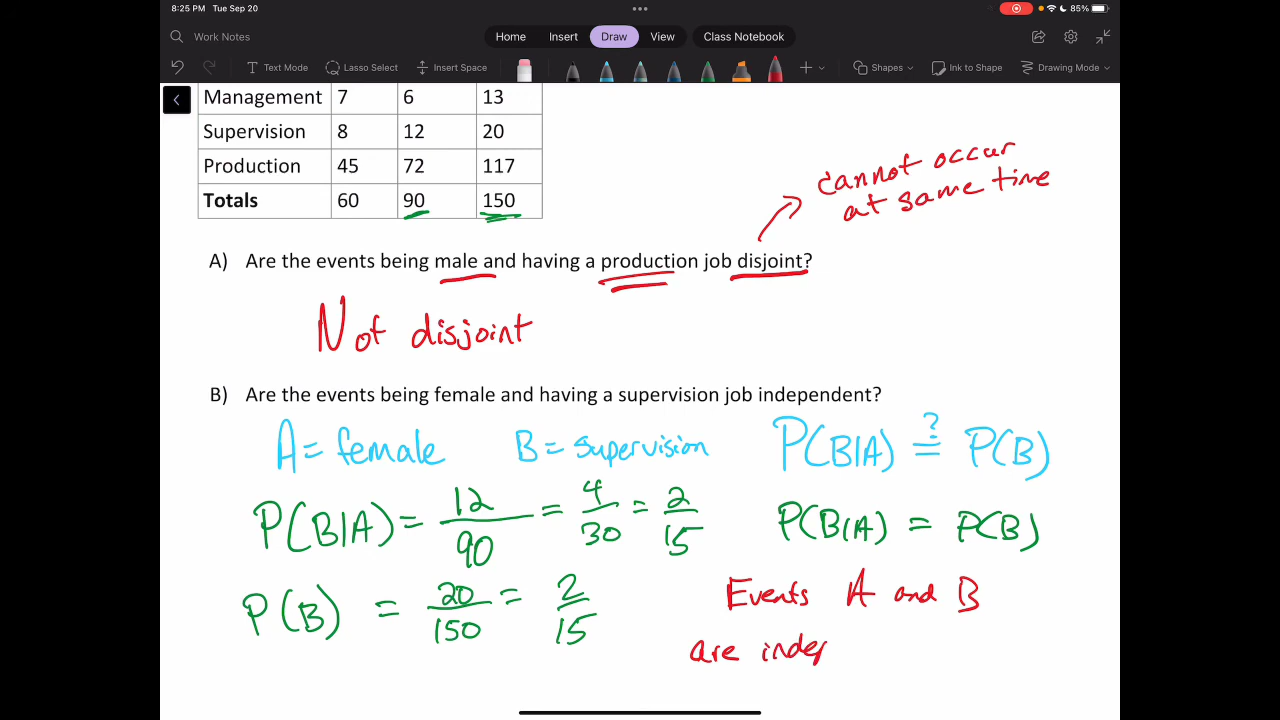 8:25 PM Tue Sep 20
85%
Work Notes
Home Insert Draw View Class Notebook
Text Mode Lasso Select Insert Space Shapes Ink to Shape Drawing Mode
Management 7 6 13
Supervision 8 12 20
Production 45 72 117
Totals 60 90 150
cannot occur
at same time
A) Are the events being male and having a production job disjoint?
Not disjoint
B) Are the events being female and having a supervision job independent?
A = female B = supervision P(B|A) ≟ P(B)
P(B|A) = 12/90 = 4/30 = 2/15 P(B|A) = P(B)
P(B) = 20/150 = 2/15
Events A and B
are indep